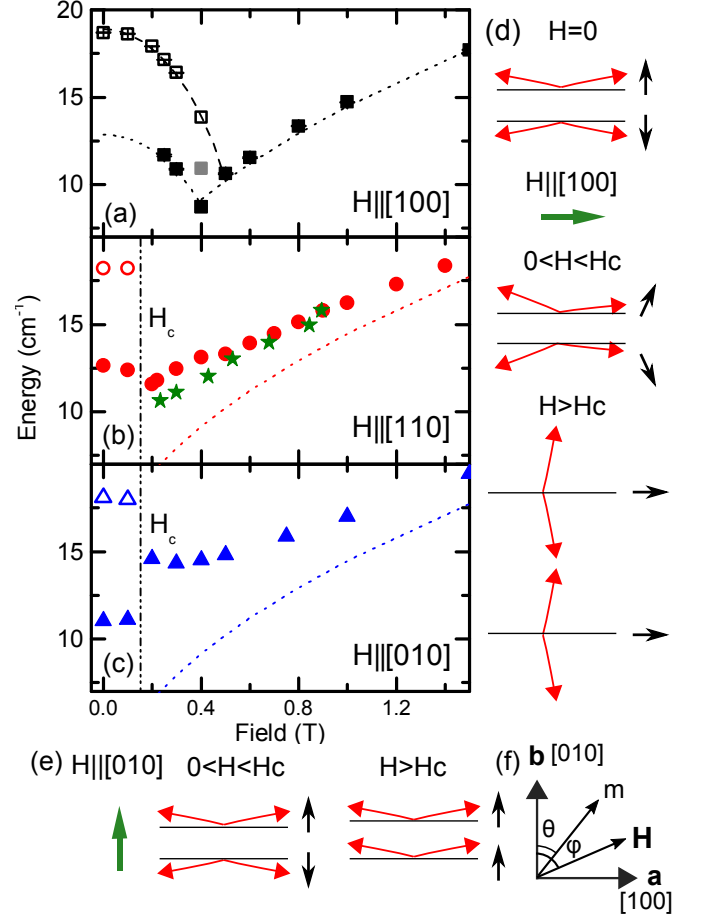 20
15
10
(a)
H||[100]
Energy (cm⁻¹)
15
10
H_c
(b)
H||[110]
15
10
H_c
(c)
H||[010]
0.0 0.4 0.8 1.2
Field (T)
(d)
H=0
H||[100]
0<H<Hc
H>Hc
(e) H||[010] 0<H<Hc H>Hc
(f) b [010]
m
θ
φ
H
a
[100]